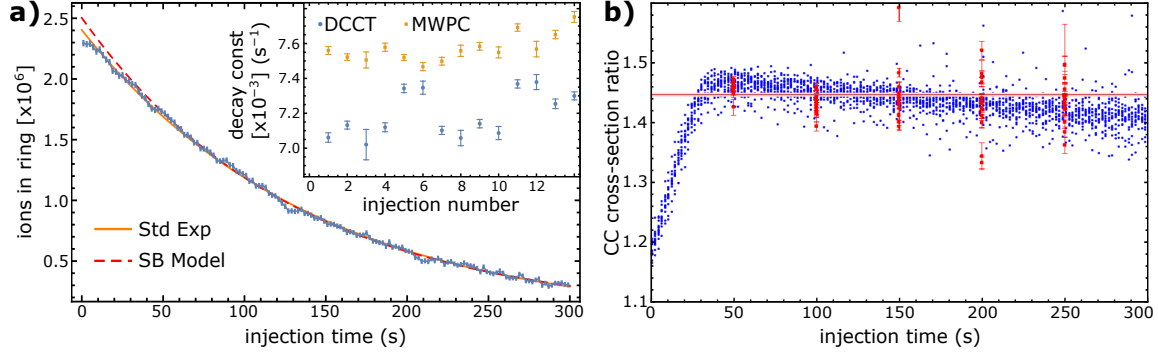 a)
ions in ring [x10⁶]
2.5
2.0
1.5
1.0
0.5
0
50
100
150
200
250
300
injection time (s)
Std Exp
SB Model
decay const
[x10⁻³] (s⁻¹)
7.6
7.4
7.2
7.0
DCCT
MWPC
0
2
4
6
8
10
12
injection number
b)
CC cross-section ratio
1.6
1.5
1.4
1.3
1.2
1.1
0
50
100
150
200
250
300
injection time (s)